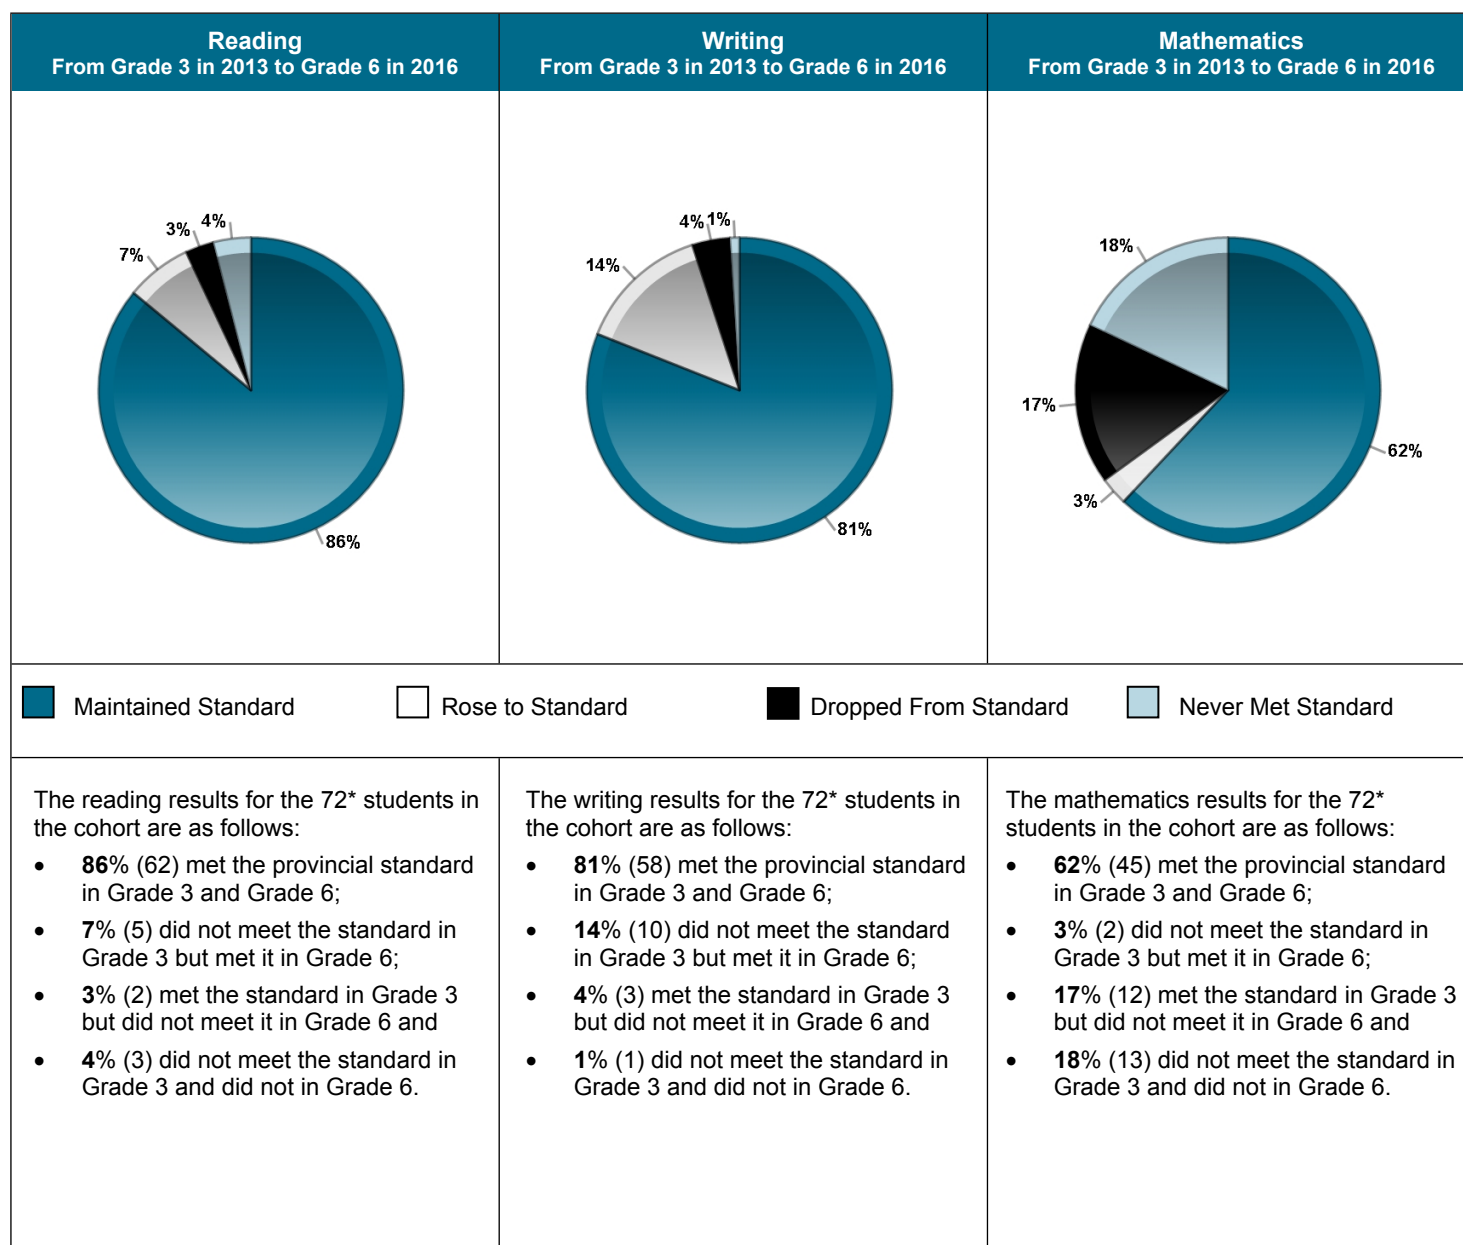 Reading
From Grade 3 in 2013 to Grade 6 in 2016
Writing
From Grade 3 in 2013 to Grade 6 in 2016
Mathematics
From Grade 3 in 2013 to Grade 6 in 2016
7%
3%
4%
86%
14%
4%
1%
81%
18%
17%
3%
62%
Maintained Standard
Rose to Standard
Dropped From Standard
Never Met Standard
The reading results for the 72* students in
the cohort are as follows:
• 86% (62) met the provincial standard
in Grade 3 and Grade 6;
• 7% (5) did not meet the standard in
Grade 3 but met it in Grade 6;
• 3% (2) met the standard in Grade 3
but did not meet it in Grade 6 and
• 4% (3) did not meet the standard in
Grade 3 and did not in Grade 6.
The writing results for the 72* students in
the cohort are as follows:
• 81% (58) met the provincial standard
in Grade 3 and Grade 6;
• 14% (10) did not meet the standard
in Grade 3 but met it in Grade 6;
• 4% (3) met the standard in Grade 3
but did not meet it in Grade 6 and
• 1% (1) did not meet the standard in
Grade 3 and did not in Grade 6.
The mathematics results for the 72*
students in the cohort are as follows:
• 62% (45) met the provincial standard
in Grade 3 and Grade 6;
• 3% (2) did not meet the standard in
Grade 3 but met it in Grade 6;
• 17% (12) met the standard in Grade 3
but did not meet it in Grade 6 and
• 18% (13) did not meet the standard in
Grade 3 and did not in Grade 6.